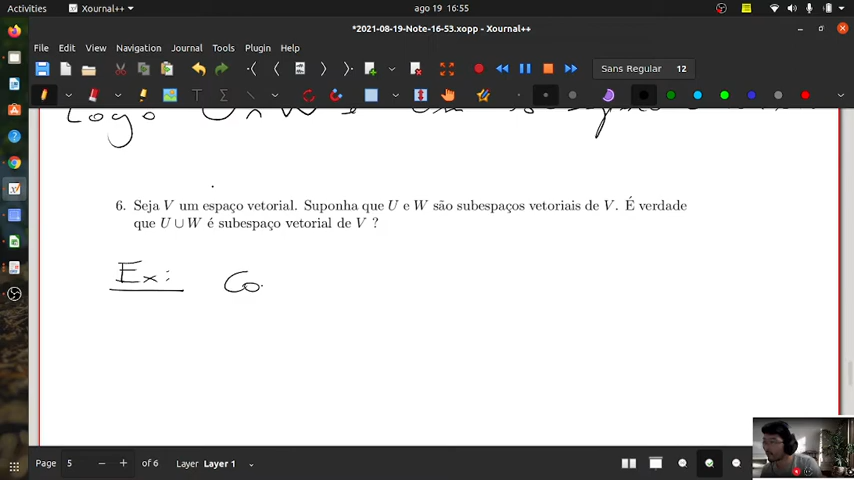 Activities
Xournal++
ago 19 16:55
*2021-08-19-Note-16-53.xopp - Xournal++
File Edit View Navigation Journal Tools Plugin Help
Sans Regular 12
Logo U ∩ W
6. Seja V um espaço vetorial. Suponha que U e W são subespaços vetoriais de V. É verdade
que U ∪ W é subespaço vetorial de V ?
Ex: Co
Page 5 of 6 Layer Layer 1